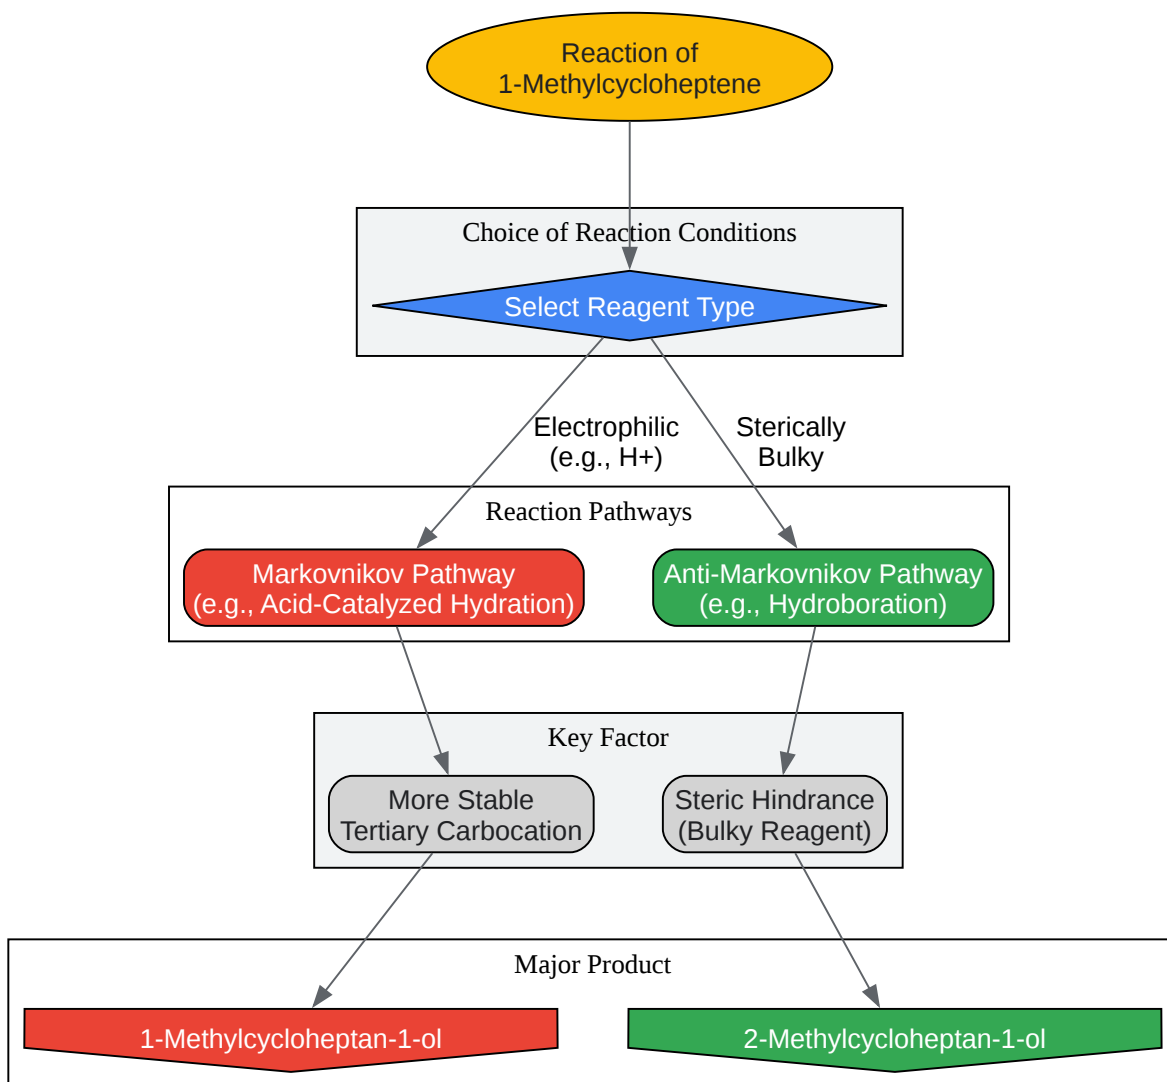 Reaction of
1-Methylcycloheptene
Choice of Reaction Conditions
Select Reagent Type
Electrophilic
(e.g., H+)
Sterically
Bulky
Reaction Pathways
Markovnikov Pathway
(e.g., Acid-Catalyzed Hydration)
Anti-Markovnikov Pathway
(e.g., Hydroboration)
Key Factor
More Stable
Tertiary Carbocation
Steric Hindrance
(Bulky Reagent)
Major Product
1-Methylcycloheptan-1-ol
2-Methylcycloheptan-1-ol